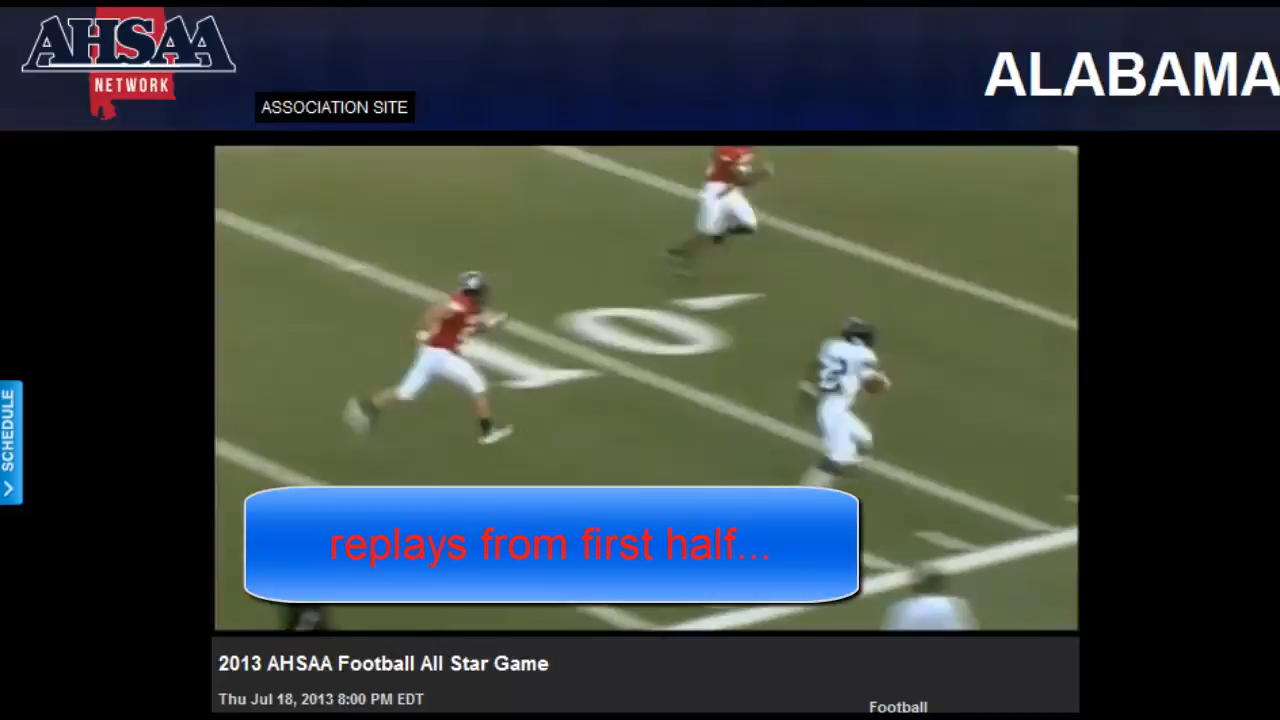 AHSAA
NETWORK
ASSOCIATION SITE
ALABAMA
10
SCHEDULE
replays from first half...
2013 AHSAA Football All Star Game
Thu Jul 18, 2013 8:00 PM EDT
Football